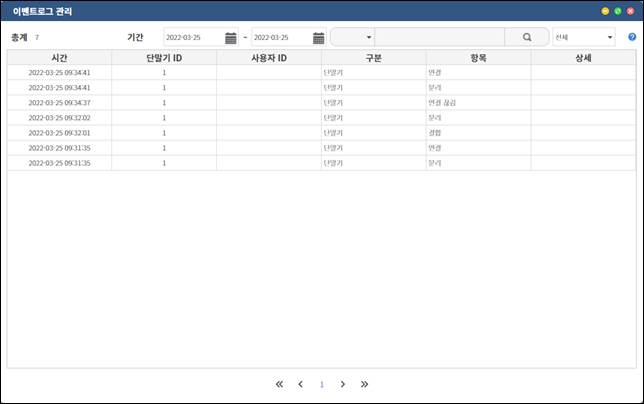 이벤트로그 관리
총계 7 기간 2022-03-25 ~ 2022-03-25 전체
시간 단말기 ID 사용자 ID 구분 항목 상세
2022-03-25 09:34:41 1 단말기 연결
2022-03-25 09:34:41 1 단말기 분리
2022-03-25 09:34:37 1 단말기 연결 끊김
2022-03-25 09:32:02 1 단말기 분리
2022-03-25 09:32:01 1 단말기 결합
2022-03-25 09:31:35 1 단말기 연결
2022-03-25 09:31:35 1 단말기 분리
1